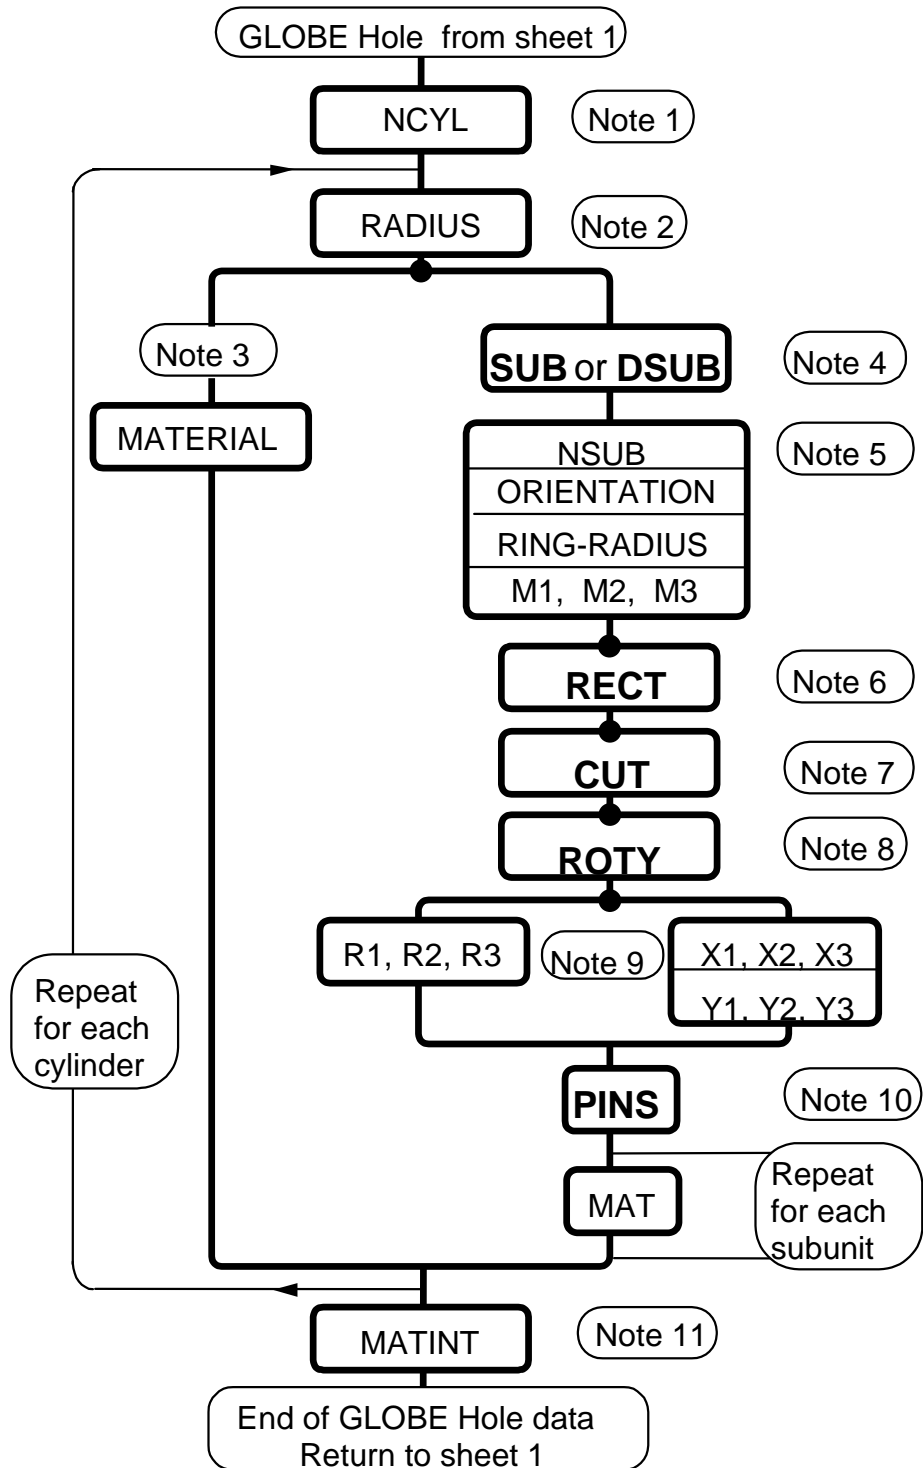 GLOBE Hole from sheet 1
NCYL
Note 1
RADIUS
Note 2
Note 3
SUB or DSUB
Note 4
MATERIAL
NSUB
Note 5
ORIENTATION
RING-RADIUS
M1, M2, M3
RECT
Note 6
CUT
Note 7
ROTY
Note 8
R1, R2, R3
Note 9
X1, X2, X3
Y1, Y2, Y3
Repeat
for each
cylinder
PINS
Note 10
MAT
Repeat
for each
subunit
MATINT
Note 11
End of GLOBE Hole data
Return to sheet 1